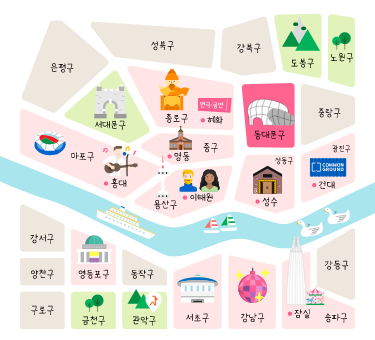 성북구
강북구
도봉구
노원구
은평구
종로구
연극·공연
혜화
서대문구
동대문구
중랑구
마포구
홍대
명동
중구
성동구
광진구
COMMON
GROUND
건대
용산구
이태원
성수
강서구
양천구
구로구
영등포구
동작구
금천구
관악구
서초구
강남구
잠실
송파구
강동구